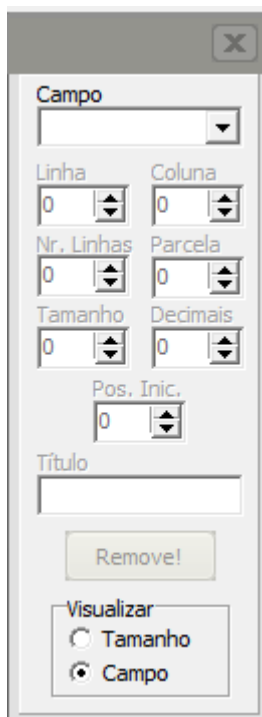 Campo
Linha Coluna
0 0
Nr. Linhas Parcela
0 0
Tamanho Decimais
0 0
Pos. Inic.
0
Título
Remove!
Visualizar
Tamanho
Campo